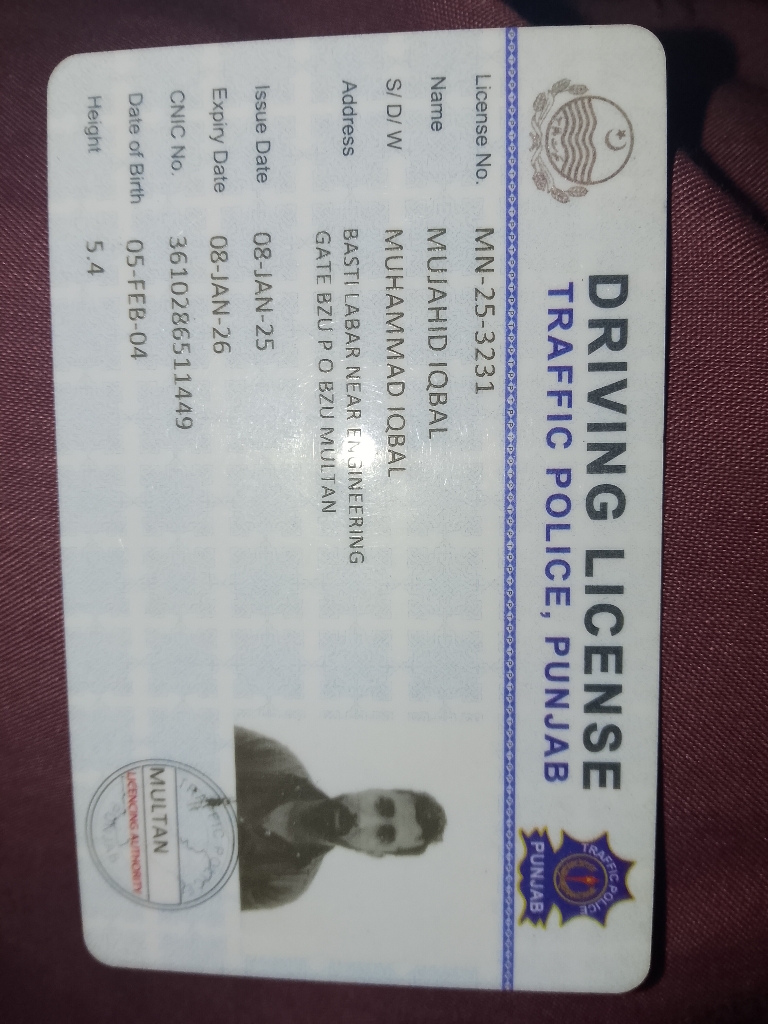 DRIVING LICENSE
TRAFFIC POLICE, PUNJAB
TRAFFIC POLICE
PUNJAB
License No. MN-25-3231
Name MUJAHID IQBAL
S/ D/ W MUHAMMAD IQBAL
Address BASTI LABAR NEAR ENGINEERING
GATE BZU P O BZU MULTAN
Issue Date 08-JAN-25
Expiry Date 08-JAN-26
CNIC No. 3610286511449
Date of Birth 05-FEB-04
Height 5.4
MULTAN
LICENCING AUTHORITY